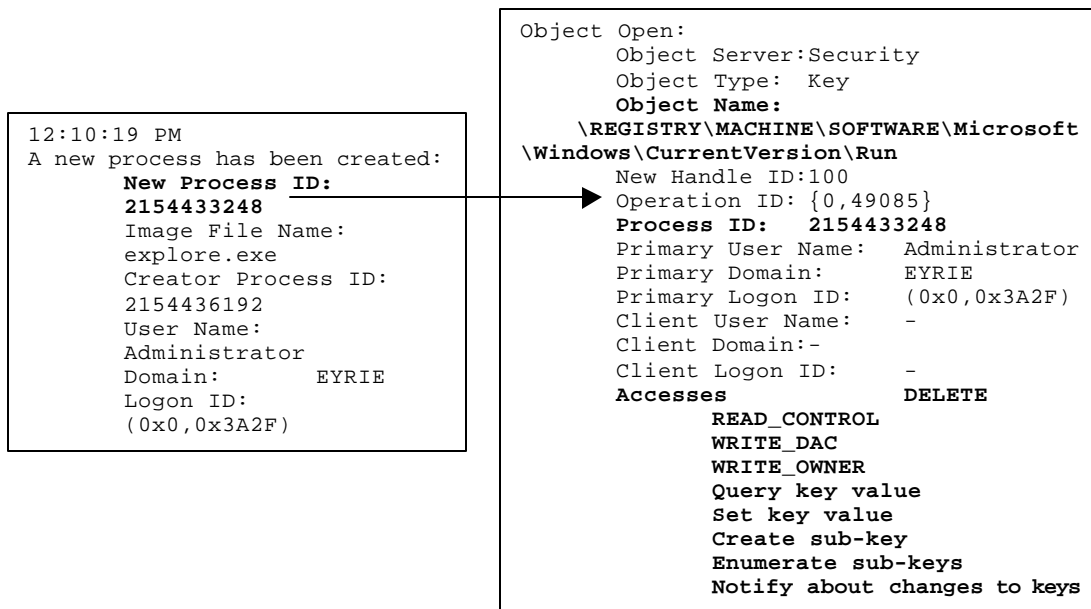 12:10:19 PM
A new process has been created:
New Process ID:
2154433248
Image File Name:
explore.exe
Creator Process ID:
2154436192
User Name:
Administrator
Domain: EYRIE
Logon ID:
(0x0,0x3A2F)
Object Open:
Object Server:Security
Object Type: Key
Object Name:
\REGISTRY\MACHINE\SOFTWARE\Microsoft
\Windows\CurrentVersion\Run
New Handle ID:100
Operation ID: {0,49085}
Process ID: 2154433248
Primary User Name: Administrator
Primary Domain: EYRIE
Primary Logon ID: (0x0,0x3A2F)
Client User Name: -
Client Domain:-
Client Logon ID: -
Accesses DELETE
READ_CONTROL
WRITE_DAC
WRITE_OWNER
Query key value
Set key value
Create sub-key
Enumerate sub-keys
Notify about changes to keys